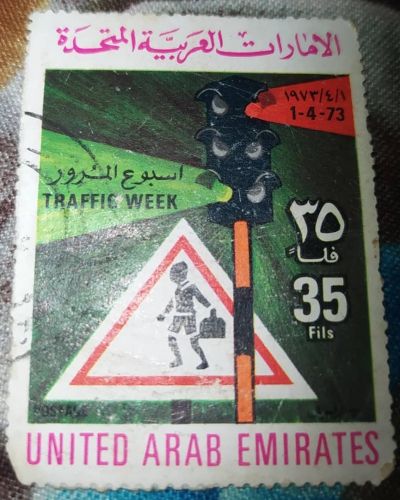 الامارات العربية المتحدة
١٩٧٣/٤/١
1-4-73
اسبوع المرور
TRAFFIC WEEK
٣٥
فلساً
35
Fils
POSTAGE
UNITED ARAB EMIRATES